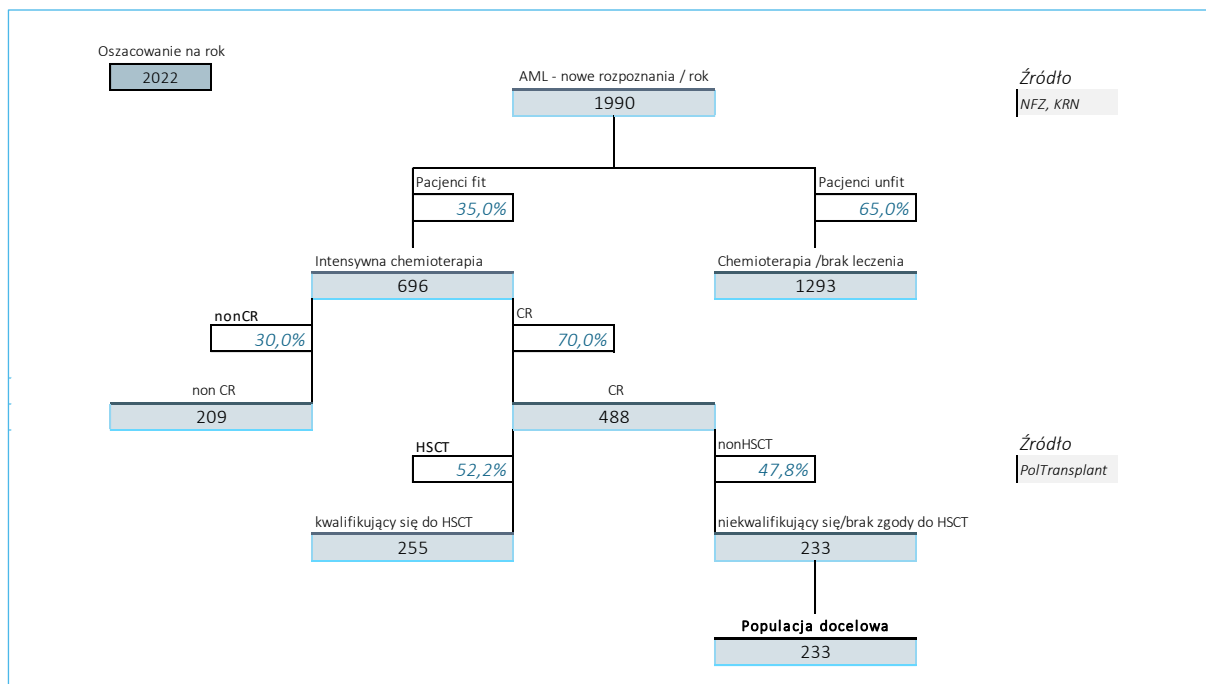 Oszacowanie na rok
2022
AML - nowe rozpoznania / rok
1990
Źródło
NFZ, KRN
Pacjenci fit
35,0%
Pacjenci unfit
65,0%
Intensywna chemioterapia
696
Chemioterapia /brak leczenia
1293
nonCR
30,0%
CR
70,0%
non CR
209
CR
488
HSCT
52,2%
nonHSCT
47,8%
Źródło
PolTransplant
kwalifikujący się do HSCT
255
niekwalifikujący się/brak zgody do HSCT
233
Populacja docelowa
233